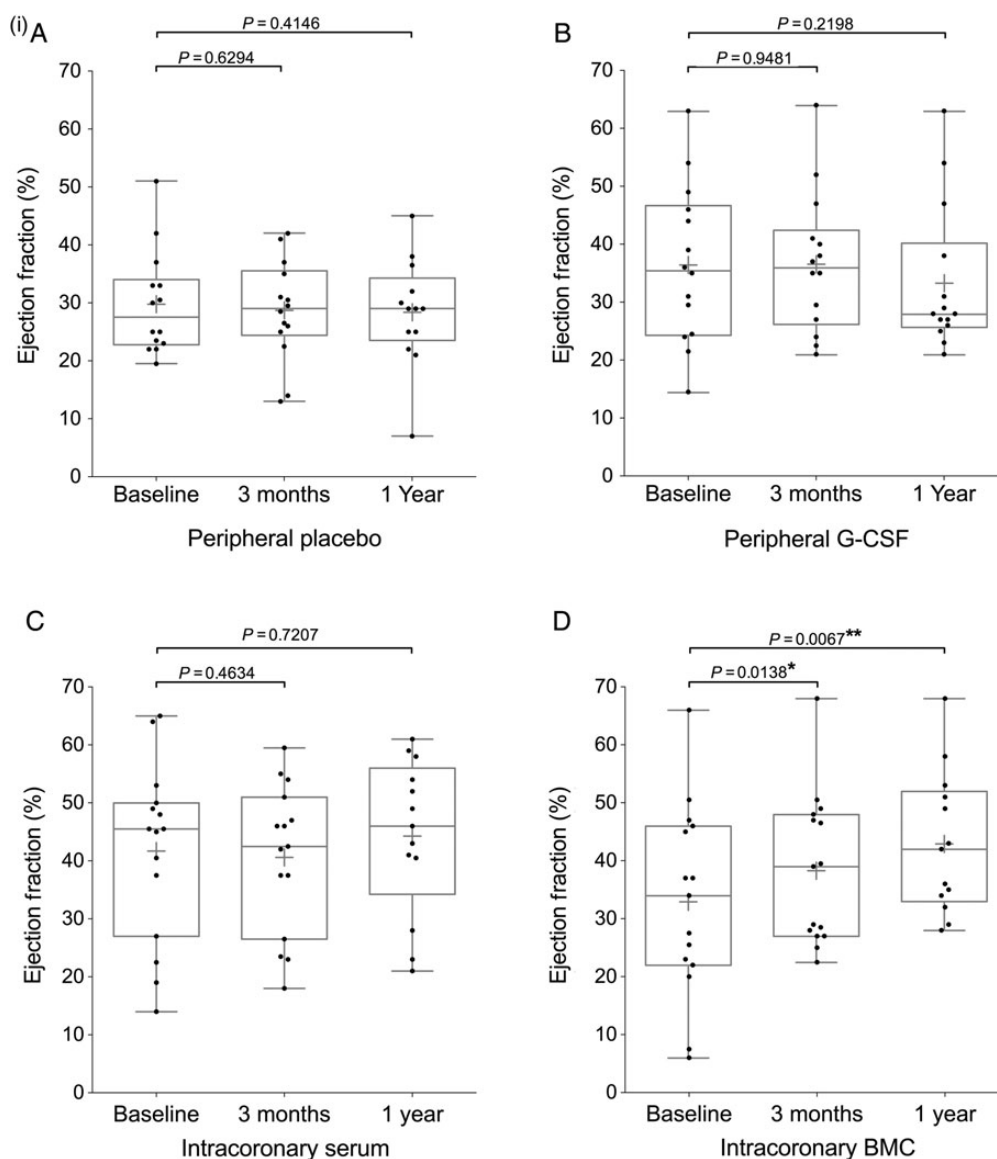 (i) A
P = 0.4146
P = 0.6294
70
60
50
40
30
20
10
0
Ejection fraction (%)
Baseline 3 months 1 Year
Peripheral placebo
B
P = 0.2198
P = 0.9481
70
60
50
40
30
20
10
0
Ejection fraction (%)
Baseline 3 months 1 Year
Peripheral G-CSF
C
P = 0.7207
P = 0.4634
70
60
50
40
30
20
10
0
Ejection fraction (%)
Baseline 3 months 1 year
Intracoronary serum
D
P = 0.0067**
P = 0.0138*
70
60
50
40
30
20
10
0
Ejection fraction (%)
Baseline 3 months 1 year
Intracoronary BMC